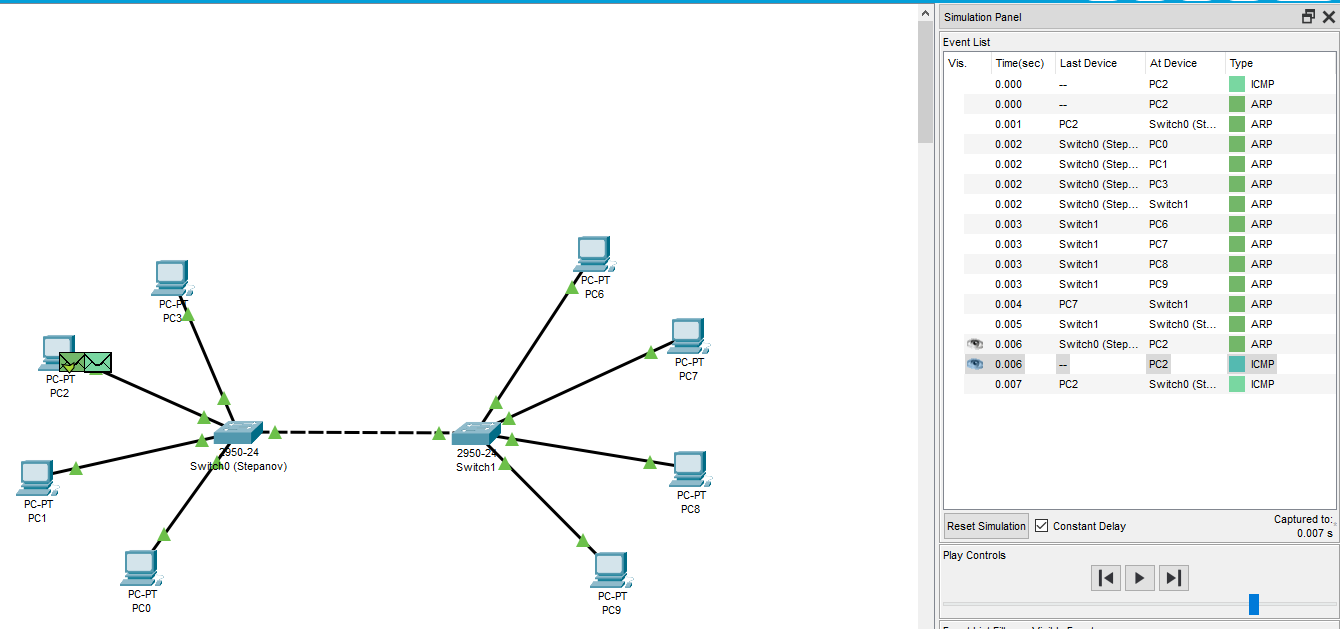 Simulation Panel
Event List
Vis. Time(sec) Last Device At Device Type
0.000 -- PC2 ICMP
0.000 -- PC2 ARP
0.001 PC2 Switch0 (St... ARP
0.002 Switch0 (Step... PC0 ARP
0.002 Switch0 (Step... PC1 ARP
0.002 Switch0 (Step... PC3 ARP
0.002 Switch0 (Step... Switch1 ARP
0.003 Switch1 PC6 ARP
0.003 Switch1 PC7 ARP
0.003 Switch1 PC8 ARP
0.003 Switch1 PC9 ARP
0.004 PC7 Switch1 ARP
0.005 Switch1 Switch0 (St... ARP
0.006 Switch0 (Step... PC2 ARP
0.006 -- PC2 ICMP
0.007 PC2 Switch0 (St... ICMP
Reset Simulation Constant Delay
Captured to:
0.007 s
Play Controls
PC-PT
PC3
PC-PT
PC6
PC-PT
PC2
PC-PT
PC7
2950-24
Switch0 (Stepanov)
2950-24
Switch1
PC-PT
PC1
PC-PT
PC8
PC-PT
PC0
PC-PT
PC9